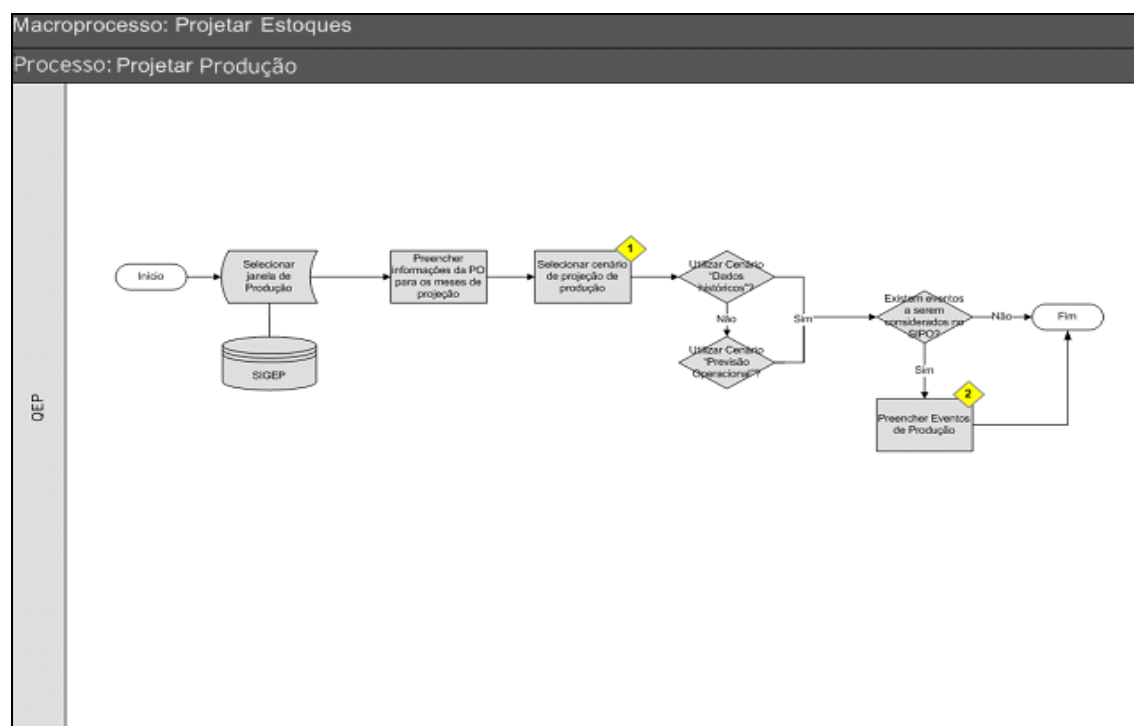 Macroprocesso: Projetar Estoques
Processo: Projetar Produção
QEP
Início
Selecionar
janela de
Produção
SIGEP
Preencher
informações da PO
para os meses de
projeção
1
Selecionar cenário
de projeção de
produção
Utilizar Cenário
"Dados
históricos"?
Não
Utilizar Cenário
"Previsão
Operacional"?
Sim
Existem eventos
a serem
considerados no
SIPO?
Não
Fim
Sim
2
Preencher Eventos
de Produção